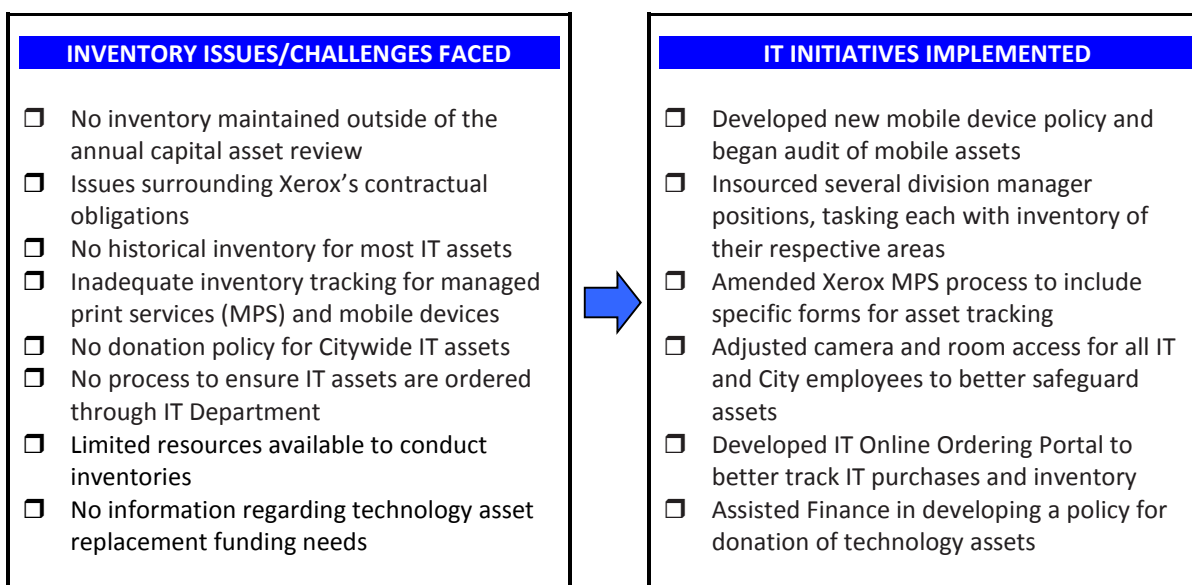 INVENTORY ISSUES/CHALLENGES FACED
❒ No inventory maintained outside of the
annual capital asset review
❒ Issues surrounding Xerox’s contractual
obligations
❒ No historical inventory for most IT assets
❒ Inadequate inventory tracking for managed
print services (MPS) and mobile devices
❒ No donation policy for Citywide IT assets
❒ No process to ensure IT assets are ordered
through IT Department
❒ Limited resources available to conduct
inventories
❒ No information regarding technology asset
replacement funding needs
IT INITIATIVES IMPLEMENTED
❒ Developed new mobile device policy and
began audit of mobile assets
❒ Insourced several division manager
positions, tasking each with inventory of
their respective areas
❒ Amended Xerox MPS process to include
specific forms for asset tracking
❒ Adjusted camera and room access for all IT
and City employees to better safeguard
assets
❒ Developed IT Online Ordering Portal to
better track IT purchases and inventory
❒ Assisted Finance in developing a policy for
donation of technology assets